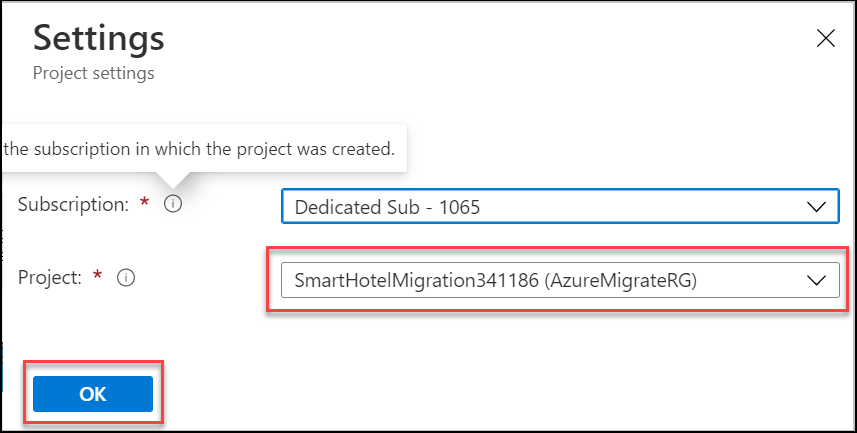 Settings
Project settings
the subscription in which the project was created.
Subscription: *
Dedicated Sub - 1065
Project: *
SmartHotelMigration341186 (AzureMigrateRG)
OK